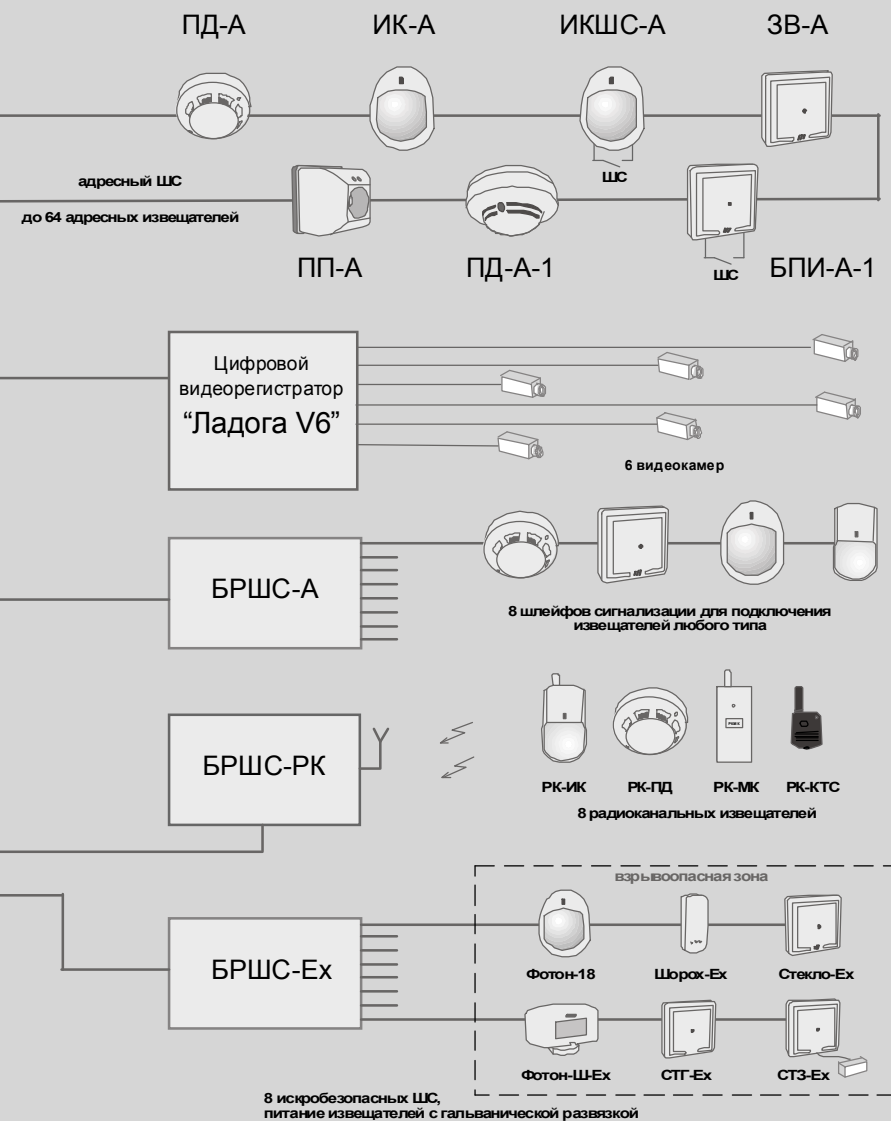 ПД-А
ИК-А
ИКШС-А
ЗВ-А
адресный ШС
ШС
до 64 адресных извещателей
ПП-А
ПД-А-1
ШС
БПИ-А-1
Цифровой
видеорегистратор
“Ладога V6”
6 видеокамер
БРШС-А
8 шлейфов сигнализации для подключения
извещателей любого типа
БРШС-РК
РК-ИК
РК-ПД
РК-МК
РК-КТС
8 радиоканальных извещателей
взрывоопасная зона
БРШС-Ex
Фотон-18
Шорох-Ex
Стекло-Ex
Фотон-Ш-Ex
СТГ-Ex
СТЗ-Ex
8 искробезопасных ШС,
питание извещателей с гальванической развязкой